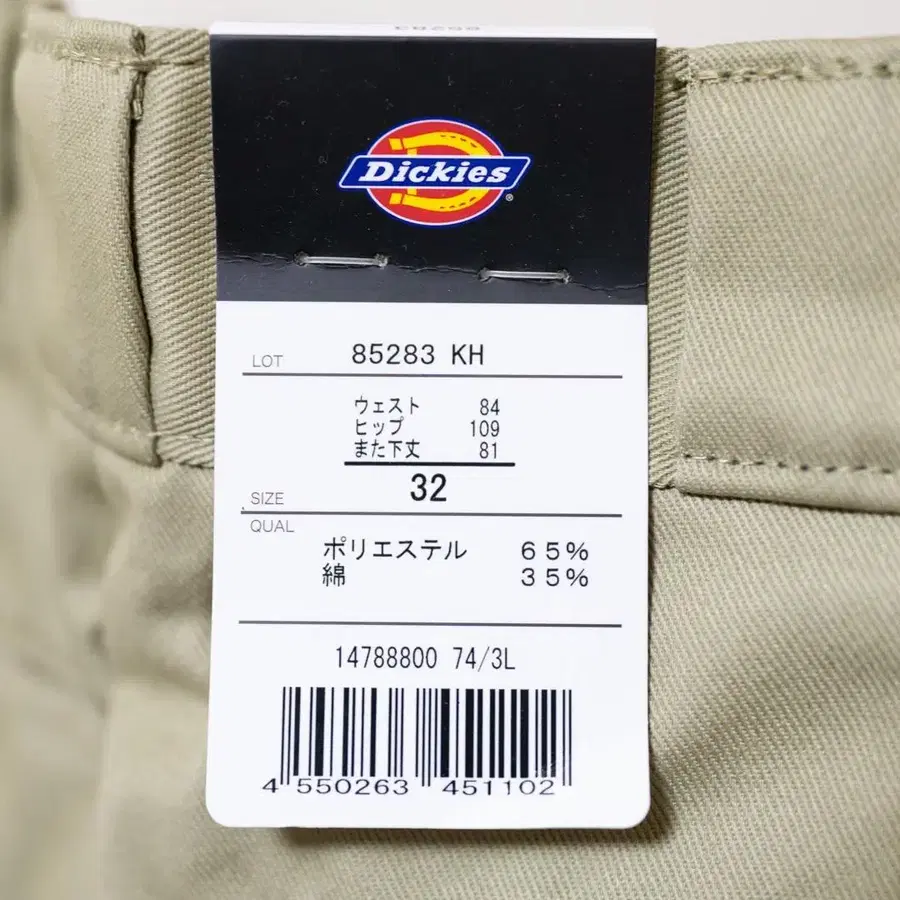 Dickies
®
LOT 85283 KH
ウェスト 84
ヒップ 109
また下丈 81
SIZE 32
QUAL
ポリエステル 65%
綿 35%
14788800 74/3L
4 550263 451102